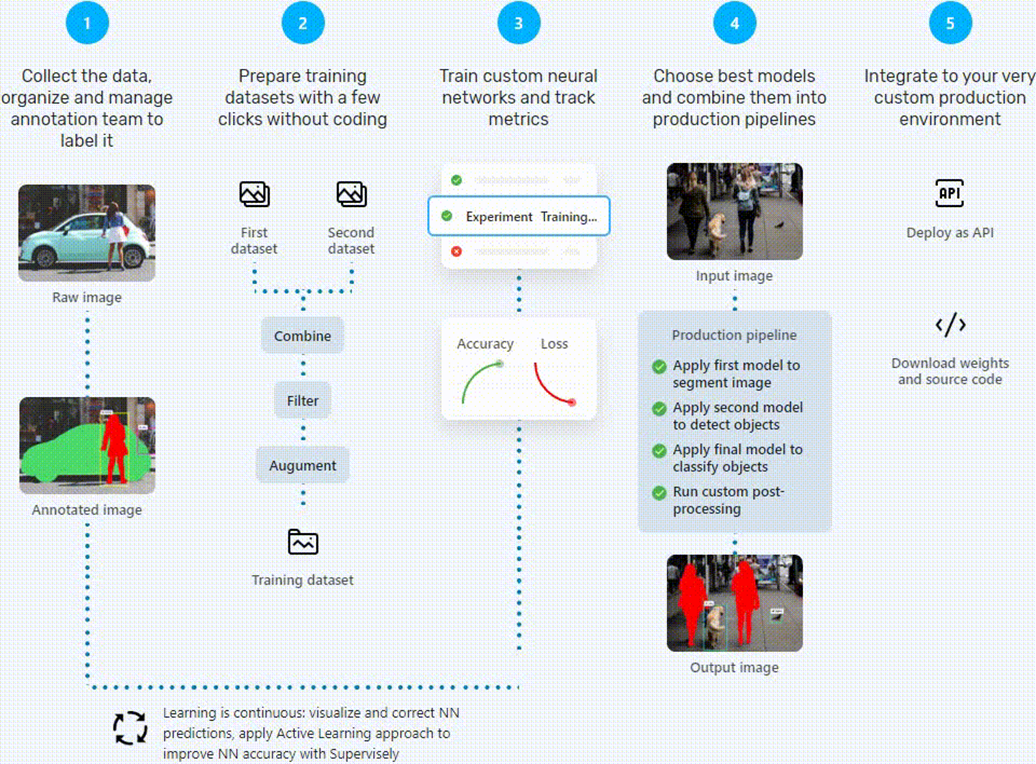 1
Collect the data,
organize and manage
annotation team to
label it
Raw image
Annotated image
2
Prepare training
datasets with a few
clicks without coding
First
dataset
Second
dataset
Combine
Filter
Augument
Training dataset
3
Train custom neural
networks and track
metrics
Experiment Training...
Accuracy Loss
4
Choose best models
and combine them into
production pipelines
Input image
Production pipeline
Apply first model to
segment image
Apply second model
to detect objects
Apply final model to
classify objects
Run custom post-
processing
Output image
5
Integrate to your very
custom production
environment
API
Deploy as API
</>
Download weights
and source code
Learning is continuous: visualize and correct NN
predictions, apply Active Learning approach to
improve NN accuracy with Supervisely